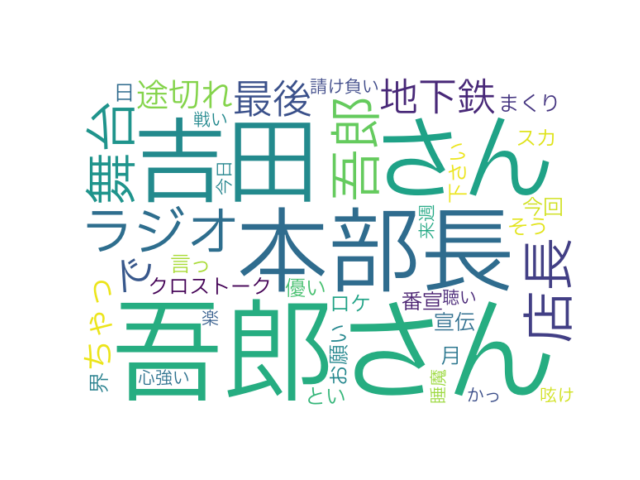 日
途切れ
最後
請け負い
地下鉄
まくり
戦い
舞台
吉田
今日
吾郎
さん
下さい
スカ
ラジオ
本部長
来週
今回
そう
で
言っ
クロストーク
優い
ロケ
番宣
聴い
店長
ちゃっ
吾郎さん
楽
お願い
宣伝
月
界
心強い
とい
睡魔
かっ
呟け